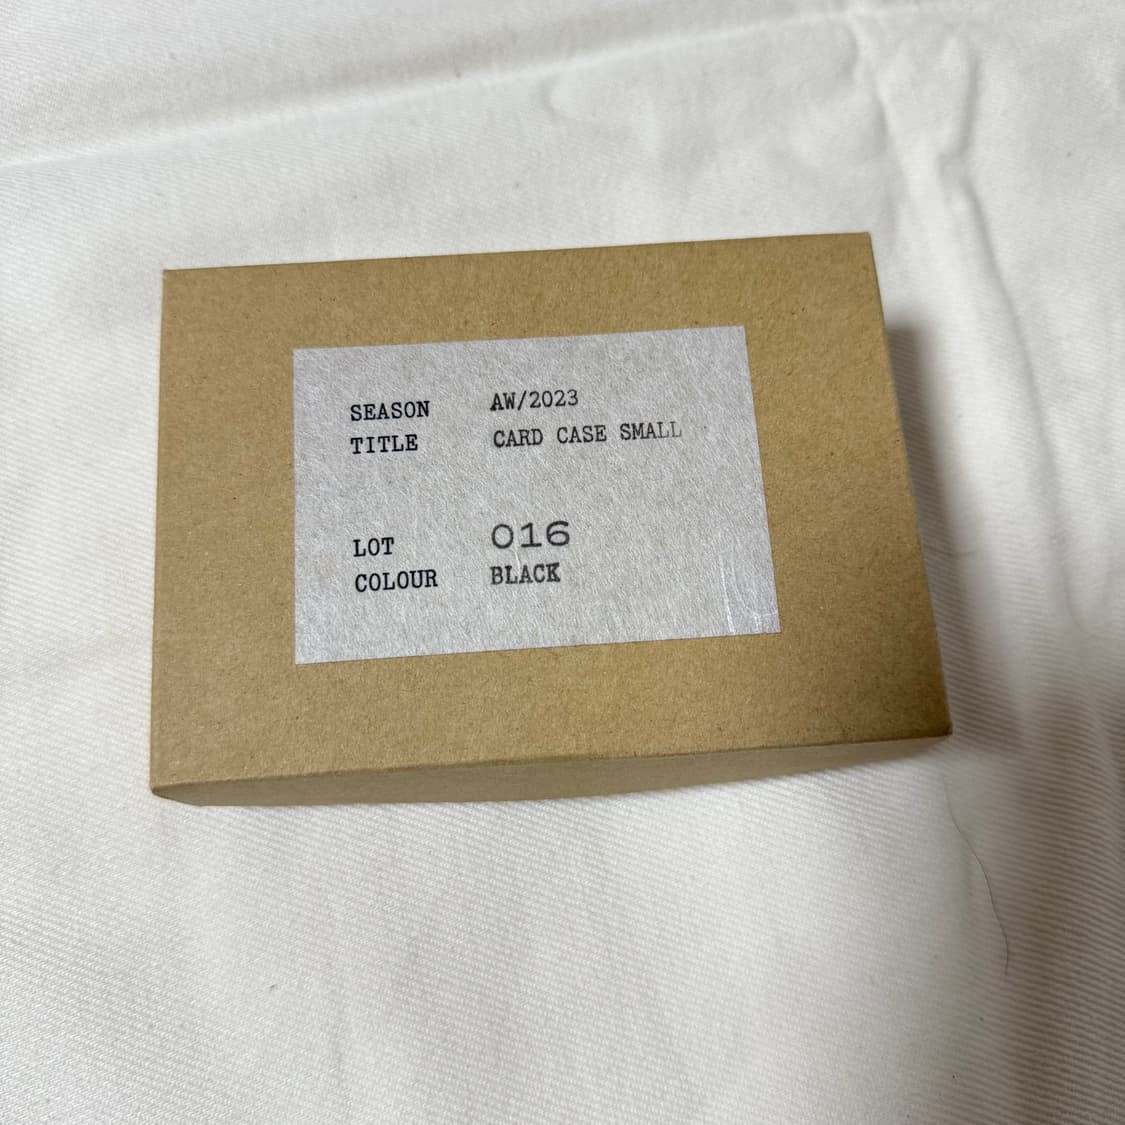 SEASON AW/2023
TITLE CARD CASE SMALL
LOT 016
COLOUR BLACK